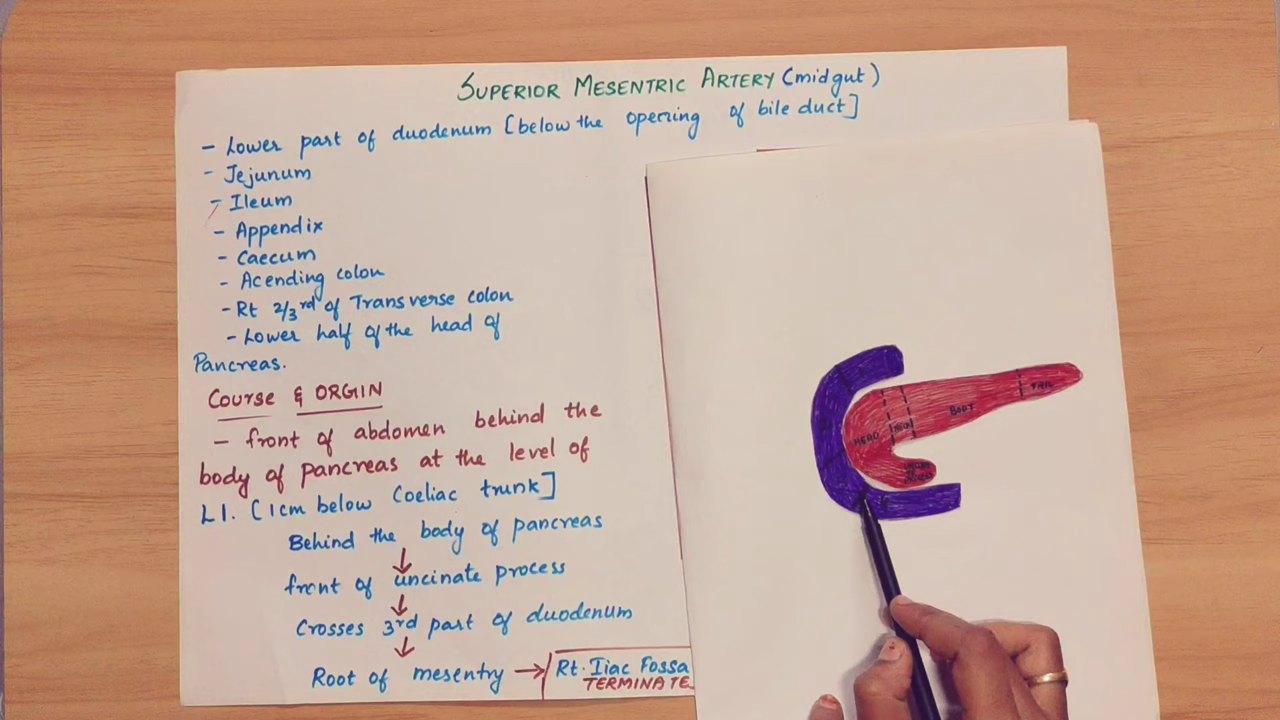 SUPERIOR MESENTRIC ARTERY (midgut)
- Lower part of duodenum [below the opening of bile duct]
- Jejunum
- Ileum
- Appendix
- Caecum
- Acending colon
- Rt 2/3rd of Transverse colon
- Lower half of the head of
Pancreas.
Course & ORGIN
- front of abdomen behind the
body of pancreas at the level of
L1. [1cm below Coeliac trunk]
Behind the body of pancreas
↓
front of uncinate process
↓
Crosses 3rd part of duodenum
↓
Root of mesentry → Rt. Iiac Fossa
TERMINATE
TAIL
BODY
HEAD